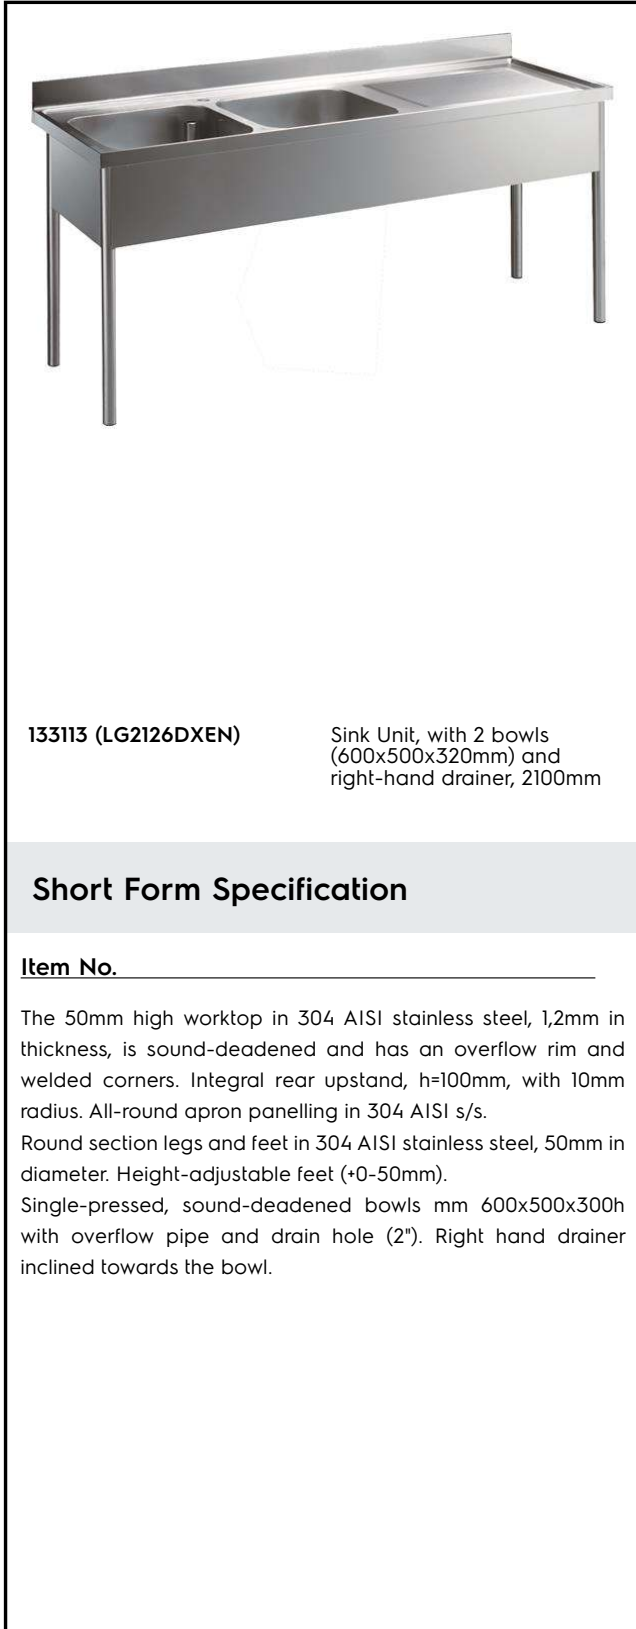 133113 (LG2126DXEN)
Sink Unit, with 2 bowls
(600x500x320mm) and
right-hand drainer, 2100mm
Short Form Specification
Item No.
The 50mm high worktop in 304 AISI stainless steel, 1,2mm in
thickness, is sound-deadened and has an overflow rim and
welded corners. Integral rear upstand, h=100mm, with 10mm
radius. All-round apron panelling in 304 AISI s/s.
Round section legs and feet in 304 AISI stainless steel, 50mm in
diameter. Height-adjustable feet (+0-50mm).
Single-pressed, sound-deadened bowls mm 600x500x300h
with overflow pipe and drain hole (2"). Right hand drainer
inclined towards the bowl.